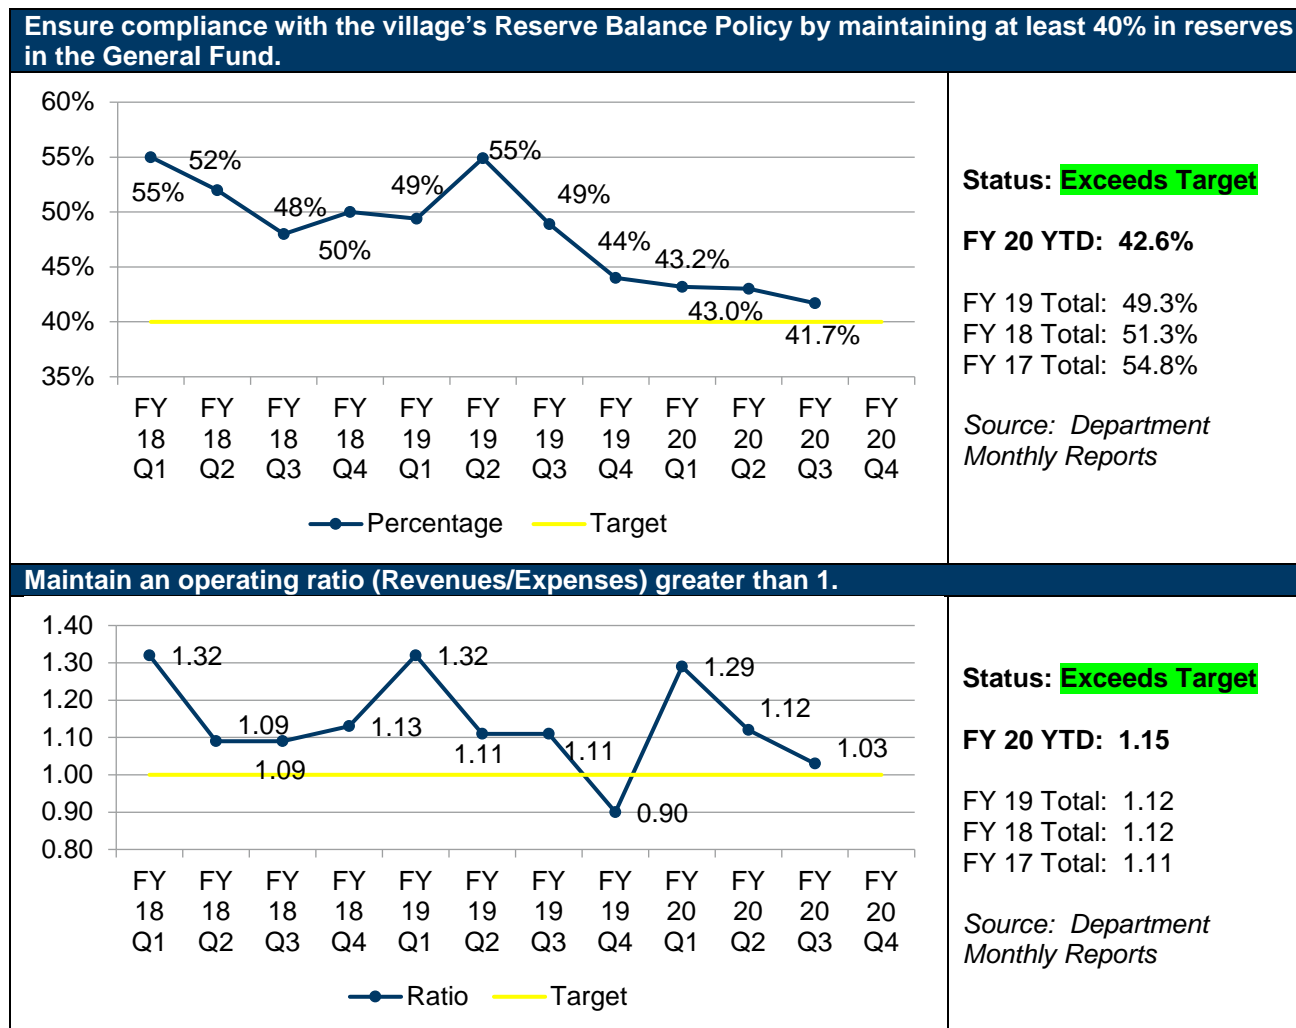 Ensure compliance with the village's Reserve Balance Policy by maintaining at least 40% in reserves
in the General Fund.
60%
55%
50%
45%
40%
35%
55%
52%
48%
50%
49%
55%
49%
44%
43.2%
43.0%
41.7%
FY FY FY FY FY FY FY FY FY FY FY FY
18 18 18 18 19 19 19 19 20 20 20 20
Q1 Q2 Q3 Q4 Q1 Q2 Q3 Q4 Q1 Q2 Q3 Q4
Percentage Target
Status: Exceeds Target
FY 20 YTD: 42.6%
FY 19 Total: 49.3%
FY 18 Total: 51.3%
FY 17 Total: 54.8%
Source: Department
Monthly Reports
Maintain an operating ratio (Revenues/Expenses) greater than 1.
1.40
1.30
1.20
1.10
1.00
0.90
0.80
1.32
1.09
1.09
1.13
1.32
1.11
1.11
0.90
1.29
1.12
1.03
FY FY FY FY FY FY FY FY FY FY FY FY
18 18 18 18 19 19 19 19 20 20 20 20
Q1 Q2 Q3 Q4 Q1 Q2 Q3 Q4 Q1 Q2 Q3 Q4
Ratio Target
Status: Exceeds Target
FY 20 YTD: 1.15
FY 19 Total: 1.12
FY 18 Total: 1.12
FY 17 Total: 1.11
Source: Department
Monthly Reports